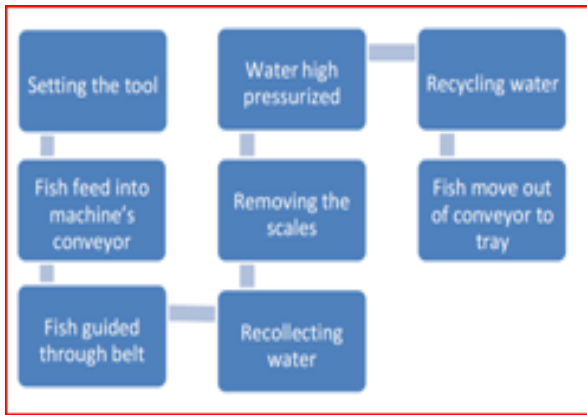 Setting the tool
Fish feed into
machine's
conveyor
Fish guided
through belt
Recollecting
water
Removing the
scales
Water high
pressurized
Recycling water
Fish move out
of conveyor to
tray